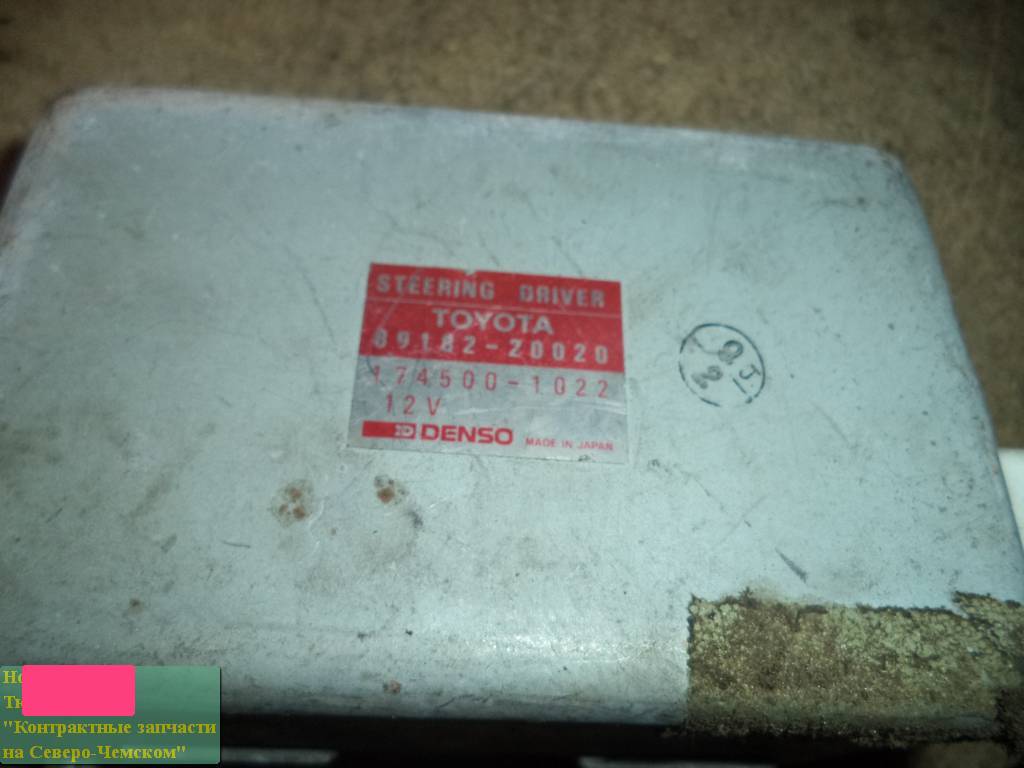 STEERING DRIVER
TOYOTA
89182-20020
174500-1022
12V
DENSO MADE IN JAPAN
"Контрактные запчасти
на Северо-Чемском"